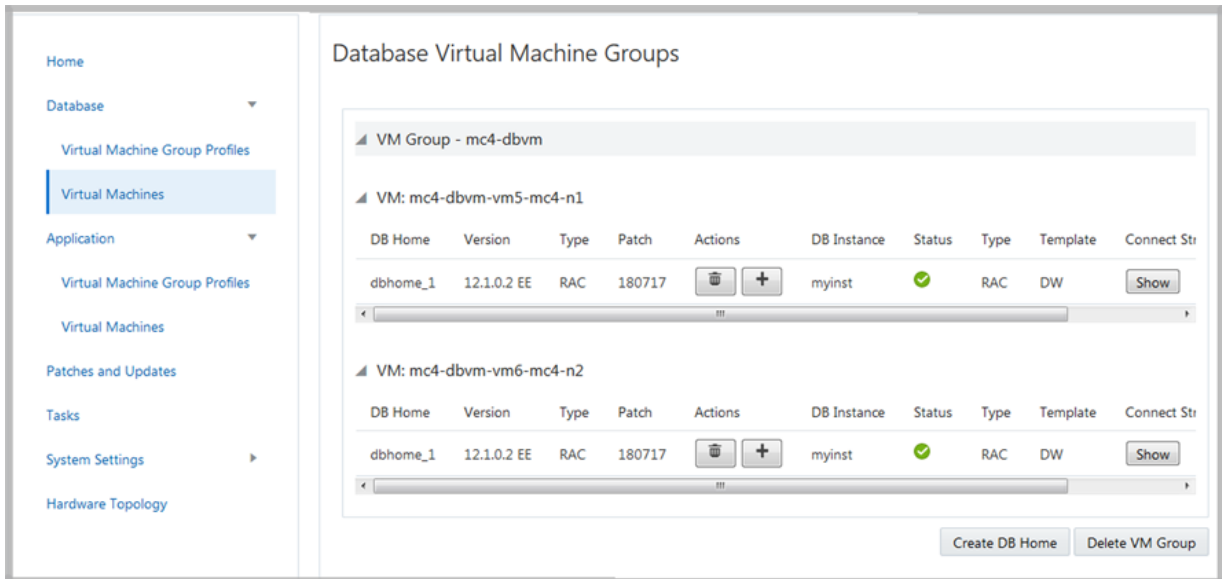 Home
Database
Virtual Machine Group Profiles
Virtual Machines
Application
Virtual Machine Group Profiles
Virtual Machines
Patches and Updates
Tasks
System Settings
Hardware Topology
Database Virtual Machine Groups
VM Group - mc4-dbvm
VM: mc4-dbvm-vm5-mc4-n1
DB Home Version Type Patch Actions DB Instance Status Type Template Connect Str
dbhome_1 12.1.0.2 EE RAC 180717 myinst RAC DW Show
VM: mc4-dbvm-vm6-mc4-n2
DB Home Version Type Patch Actions DB Instance Status Type Template Connect Str
dbhome_1 12.1.0.2 EE RAC 180717 myinst RAC DW Show
Create DB Home Delete VM Group